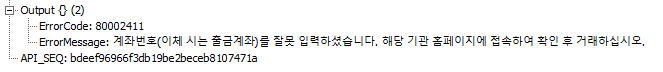 Output {} (2)
ErrorCode: 80002411
ErrorMessage: 계좌번호(이체 시는 출금계좌)를 잘못 입력하셨습니다. 해당 기관 홈페이지에 접속하여 확인 후 거래하십시오.
API_SEQ: bdeef96966f3db19be2beceb8107471a